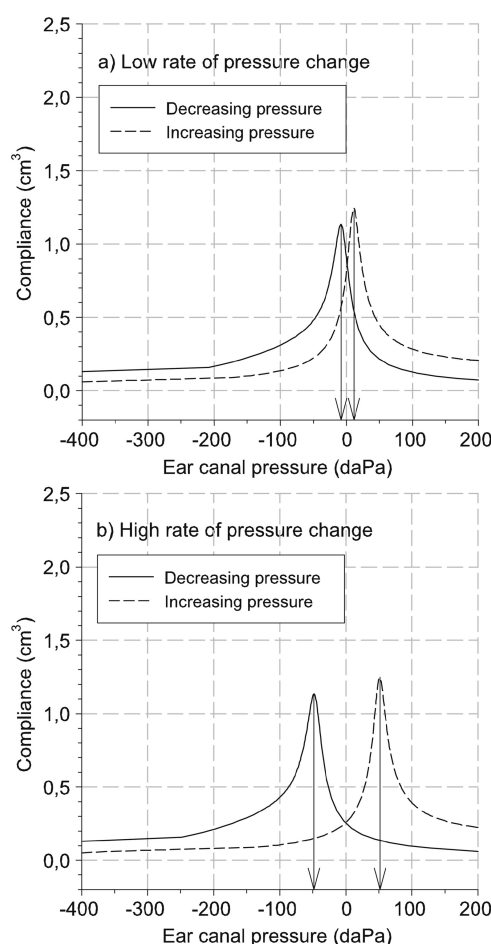 2,5
a) Low rate of pressure change
2,0
Decreasing pressure
Increasing pressure
1,5
Compliance (cm³)
1,0
0,5
0,0
-400 -300 -200 -100 0 100 200
Ear canal pressure (daPa)
2,5
b) High rate of pressure change
2,0
Decreasing pressure
Increasing pressure
1,5
Compliance (cm³)
1,0
0,5
0,0
-400 -300 -200 -100 0 100 200
Ear canal pressure (daPa)